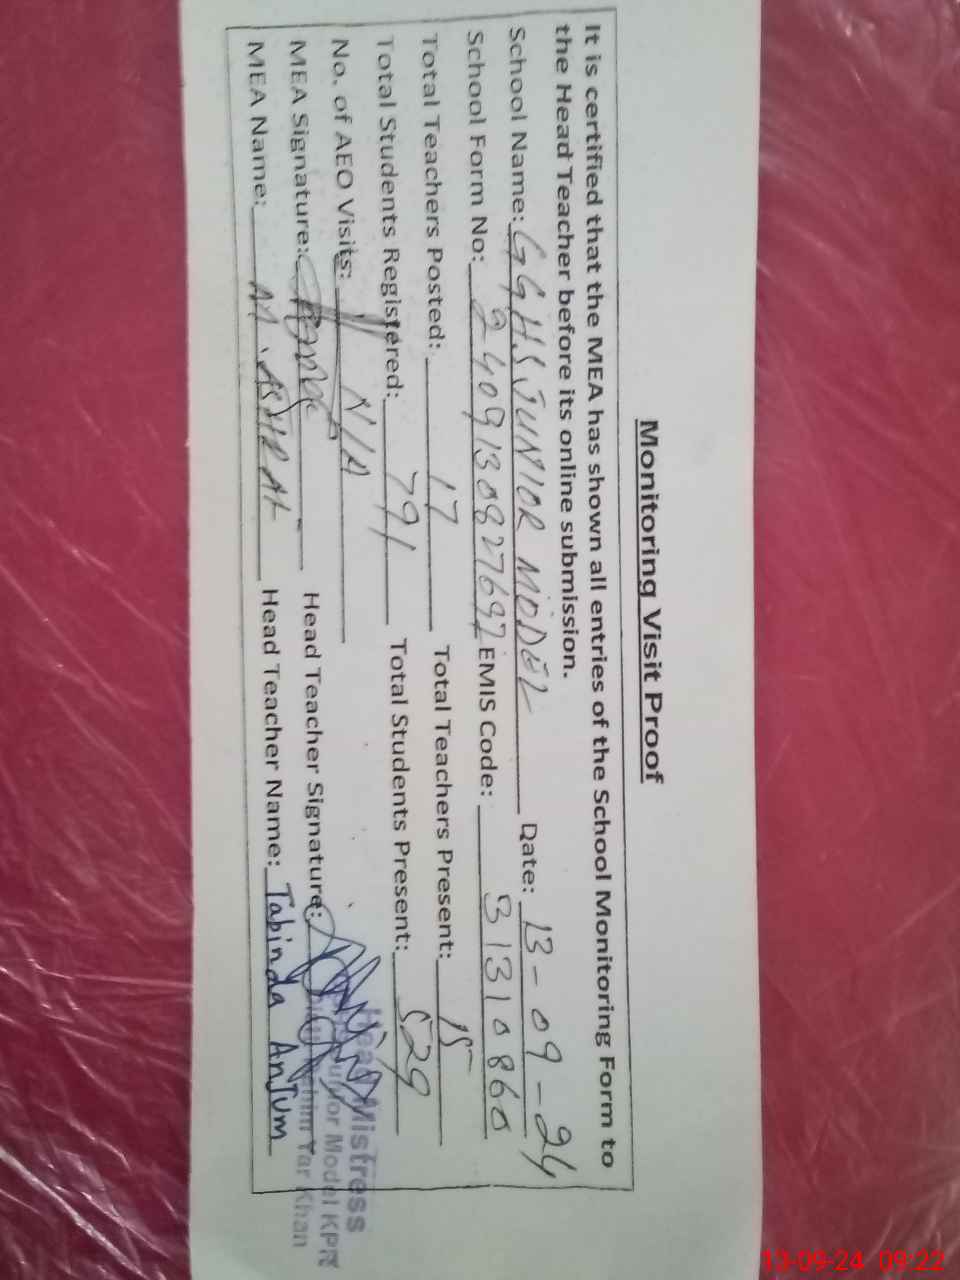 Monitoring Visit Proof
It is certified that the MEA has shown all entries of the School Monitoring Form to
the Head Teacher before its online submission.
School Name: GGHS JUNIOR MODEL Date: 13-09-24
School Form No: 2409130827697 EMIS Code: 31310860
Total Teachers Posted: 17 Total Teachers Present: 15
Total Students Registered: 791 Total Students Present: 529
No. of AEO Visits: N/A
MEA Signature: Head Teacher Signature:
MEA Name: M. ASHRAF Head Teacher Name: Tabinda Anjum
Head Mistress
Junior Model KPR
Rahim Yar Khan
13-09-24 09:22